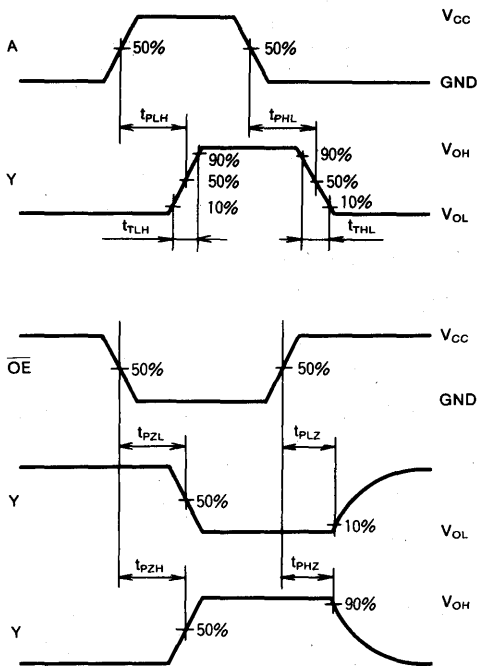 V_CC
A 50% 50%
GND
t_PLH t_PHL
90% 90% V_OH
Y 50% 50%
10% 10% V_OL
t_TLH t_THL
V_CC
OE 50% 50%
GND
t_PZL t_PLZ
Y 50%
10%
V_OL
t_PZH t_PHZ
90% V_OH
Y 50%